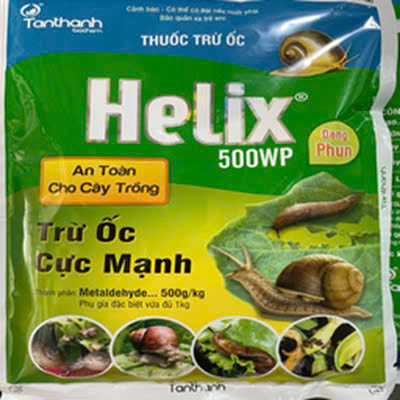 Tanthanh
biochem
Cảnh báo - Có thể có hại nếu nuốt phải
Bảo quản xa trẻ em
THUỐC TRỪ ỐC
Helix®
500WP
Dạng
Phun
An Toàn
Cho Cây Trồng
Trừ Ốc
Cực Mạnh
Thành phần: Metaldehyde... 500g/kg
Phụ gia đặc biệt vừa đủ 1kg
Tanthanh